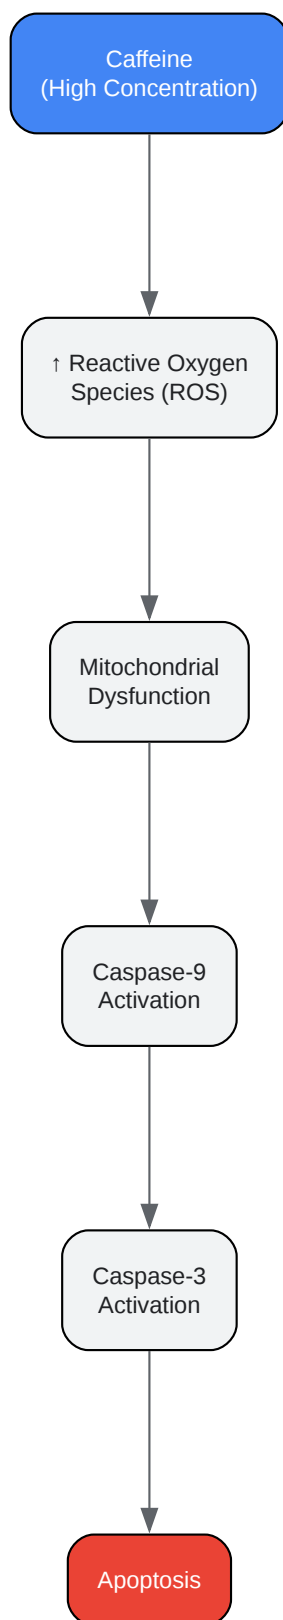 Caffeine
(High Concentration)
↑ Reactive Oxygen
Species (ROS)
Mitochondrial
Dysfunction
Caspase-9
Activation
Caspase-3
Activation
Apoptosis